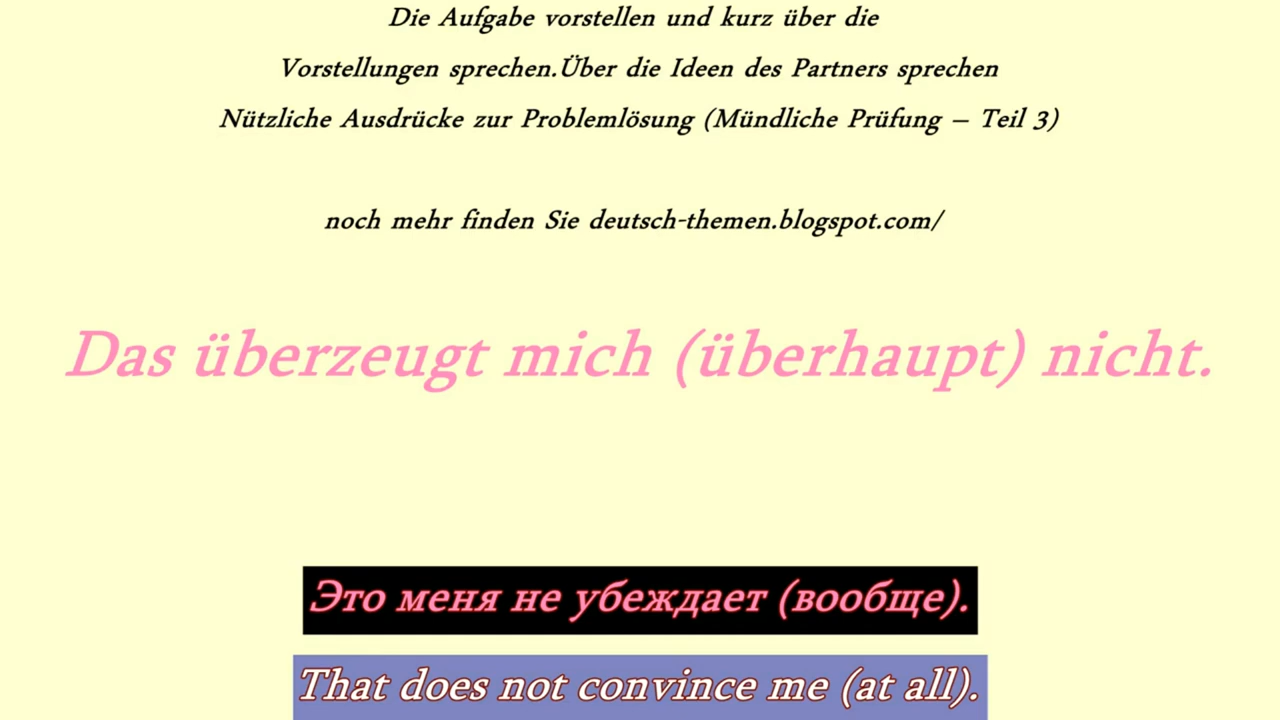 Die Aufgabe vorstellen und kurz über die
Vorstellungen sprechen.Über die Ideen des Partners sprechen
Nützliche Ausdrücke zur Problemlösung (Mündliche Prüfung – Teil 3)
noch mehr finden Sie deutsch-themen.blogspot.com/
Das überzeugt mich (überhaupt) nicht.
Это меня не убеждает (вообще).
That does not convince me (at all).